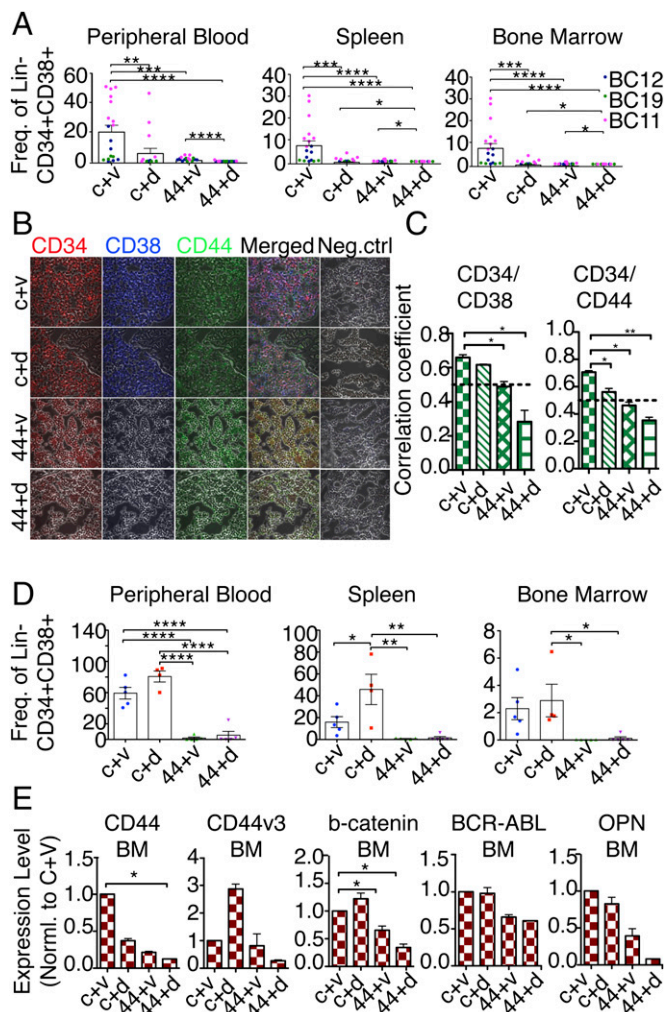 A
Peripheral Blood Spleen Bone Marrow
Freq. of Lin-
CD34+CD38+
60
40
20
0
** *** **** ****
c+v c+d 44+v 44+d
40
30
20
10
0
*** **** **** * *
c+v c+d 44+v 44+d
40
30
20
10
0
*** **** **** * *
c+v c+d 44+v 44+d
BC12
BC19
BC11
B
CD34 CD38 CD44 Merged Neg.ctrl
c+v
c+d
44+v
44+d
C
CD34/
CD38
CD34/
CD44
Correlation coefficient
0.8
0.6
0.4
0.2
0.0
* *
c+v c+d 44+v 44+d
1.0
0.8
0.6
0.4
0.2
0.0
** * *
c+v c+d 44+v 44+d
D
Peripheral Blood Spleen Bone Marrow
Freq. of Lin-
CD34+CD38+
140
100
80
60
40
20
0
**** **** **** ****
c+v c+d 44+v 44+d
100
80
60
40
20
0
* ** **
c+v c+d 44+v 44+d
8
6
4
2
0
* *
c+v c+d 44+v 44+d
E
CD44 CD44v3 b-catenin BCR-ABL OPN
BM BM BM BM BM
Expression Level
(Norml. to C+V)
1.5
1.0
0.5
0.0
*
c+v c+d 44+v 44+d
4
3
2
1
0
c+v c+d 44+v 44+d
2.0
1.5
1.0
0.5
0.0
* *
c+v c+d 44+v 44+d
1.5
1.0
0.5
0.0
c+v c+d 44+v 44+d
1.5
1.0
0.5
0.0
c+v c+d 44+v 44+d